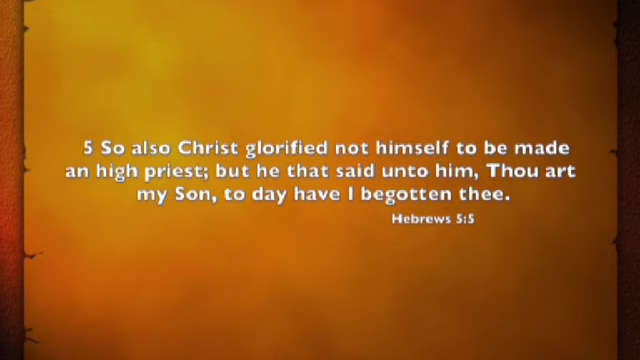 5 So also Christ glorified not himself to be made
an high priest; but he that said unto him, Thou art
my Son, to day have I begotten thee.
Hebrews 5:5